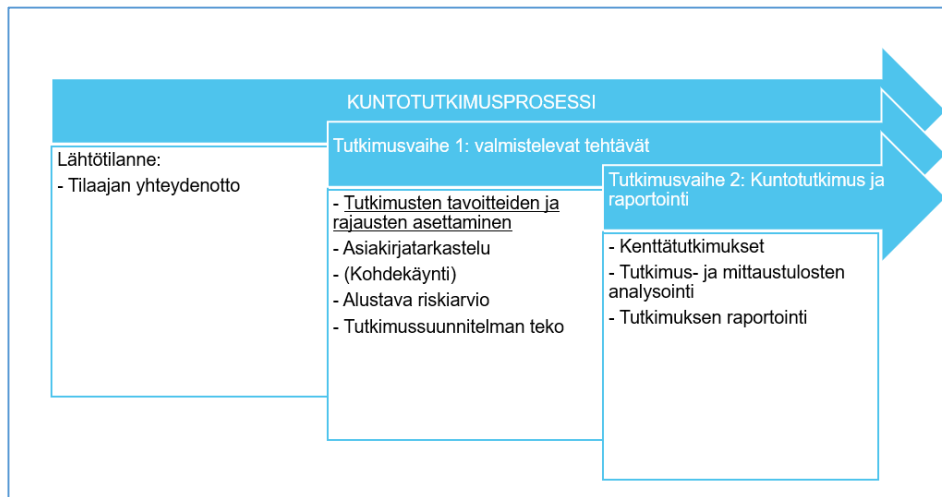 KUNTOTUTKIMUSPROSESSI
Lähtötilanne:
- Tilaajan yhteydenotto
Tutkimusvaihe 1: valmistelevat tehtävät
- Tutkimusten tavoitteiden ja
rajausten asettaminen
- Asiakirjatarkastelu
- (Kohdekäynti)
- Alustava riskiarvio
- Tutkimussuunnitelman teko
Tutkimusvaihe 2: Kuntotutkimus ja
raportointi
- Kenttätutkimukset
- Tutkimus- ja mittaustulosten
analysointi
- Tutkimuksen raportointi